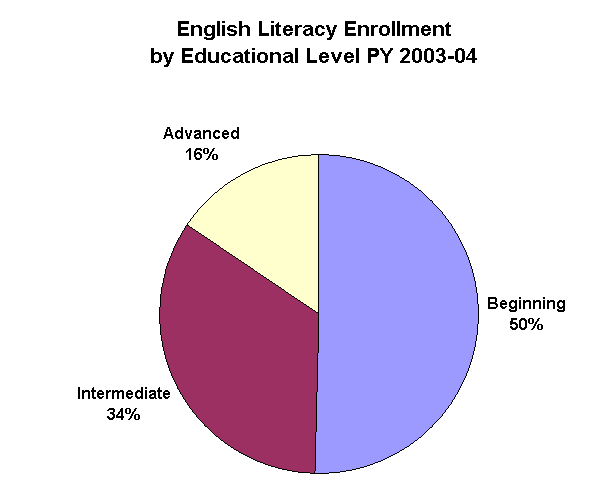 English Literacy Enrollment
by Educational Level PY 2003-04
Advanced
16%
Beginning
50%
Intermediate
34%